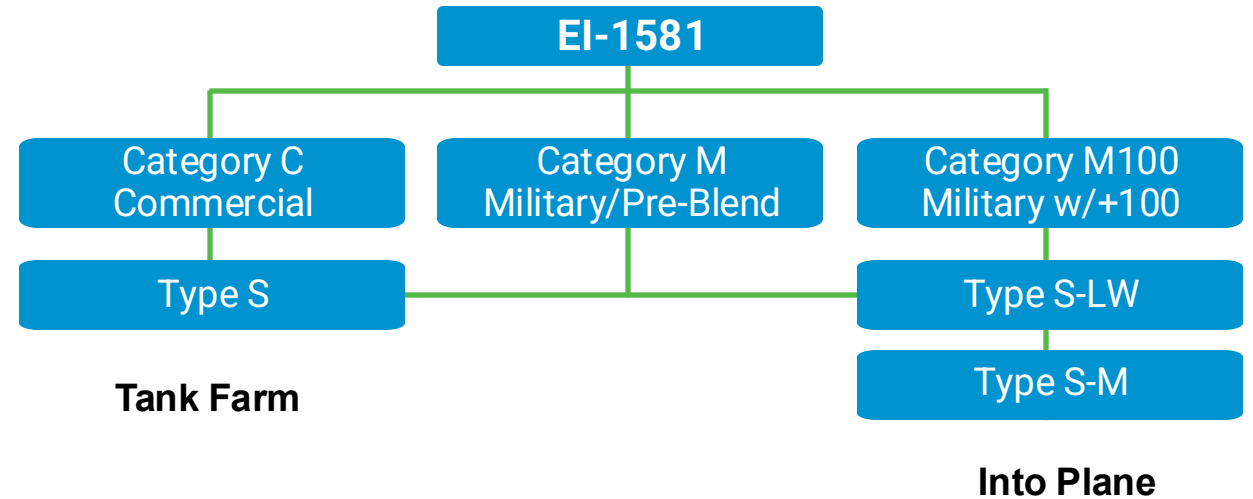 EI-1581
Category C
Commercial
Category M
Military/Pre-Blend
Category M100
Military w/+100
Type S
Type S-LW
Type S-M
Tank Farm
Into Plane